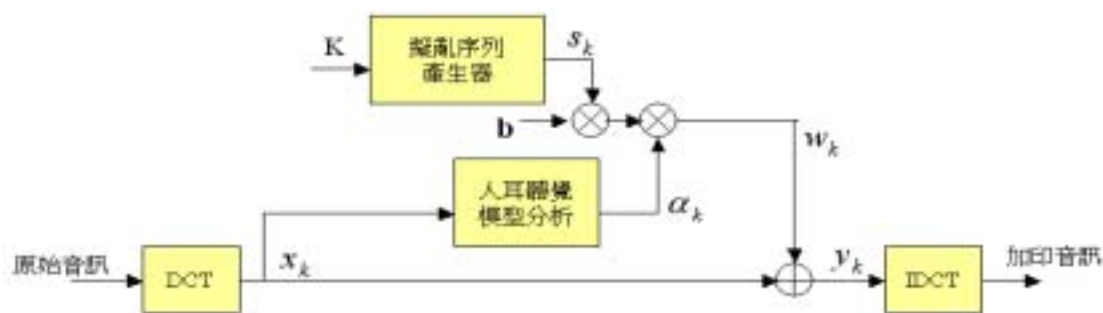 K
擬亂序列
產生器
s_k
b
w_k
人耳聽覺
模型分析
α_k
原始音訊
DCT
x_k
y_k
IDCT
加印音訊